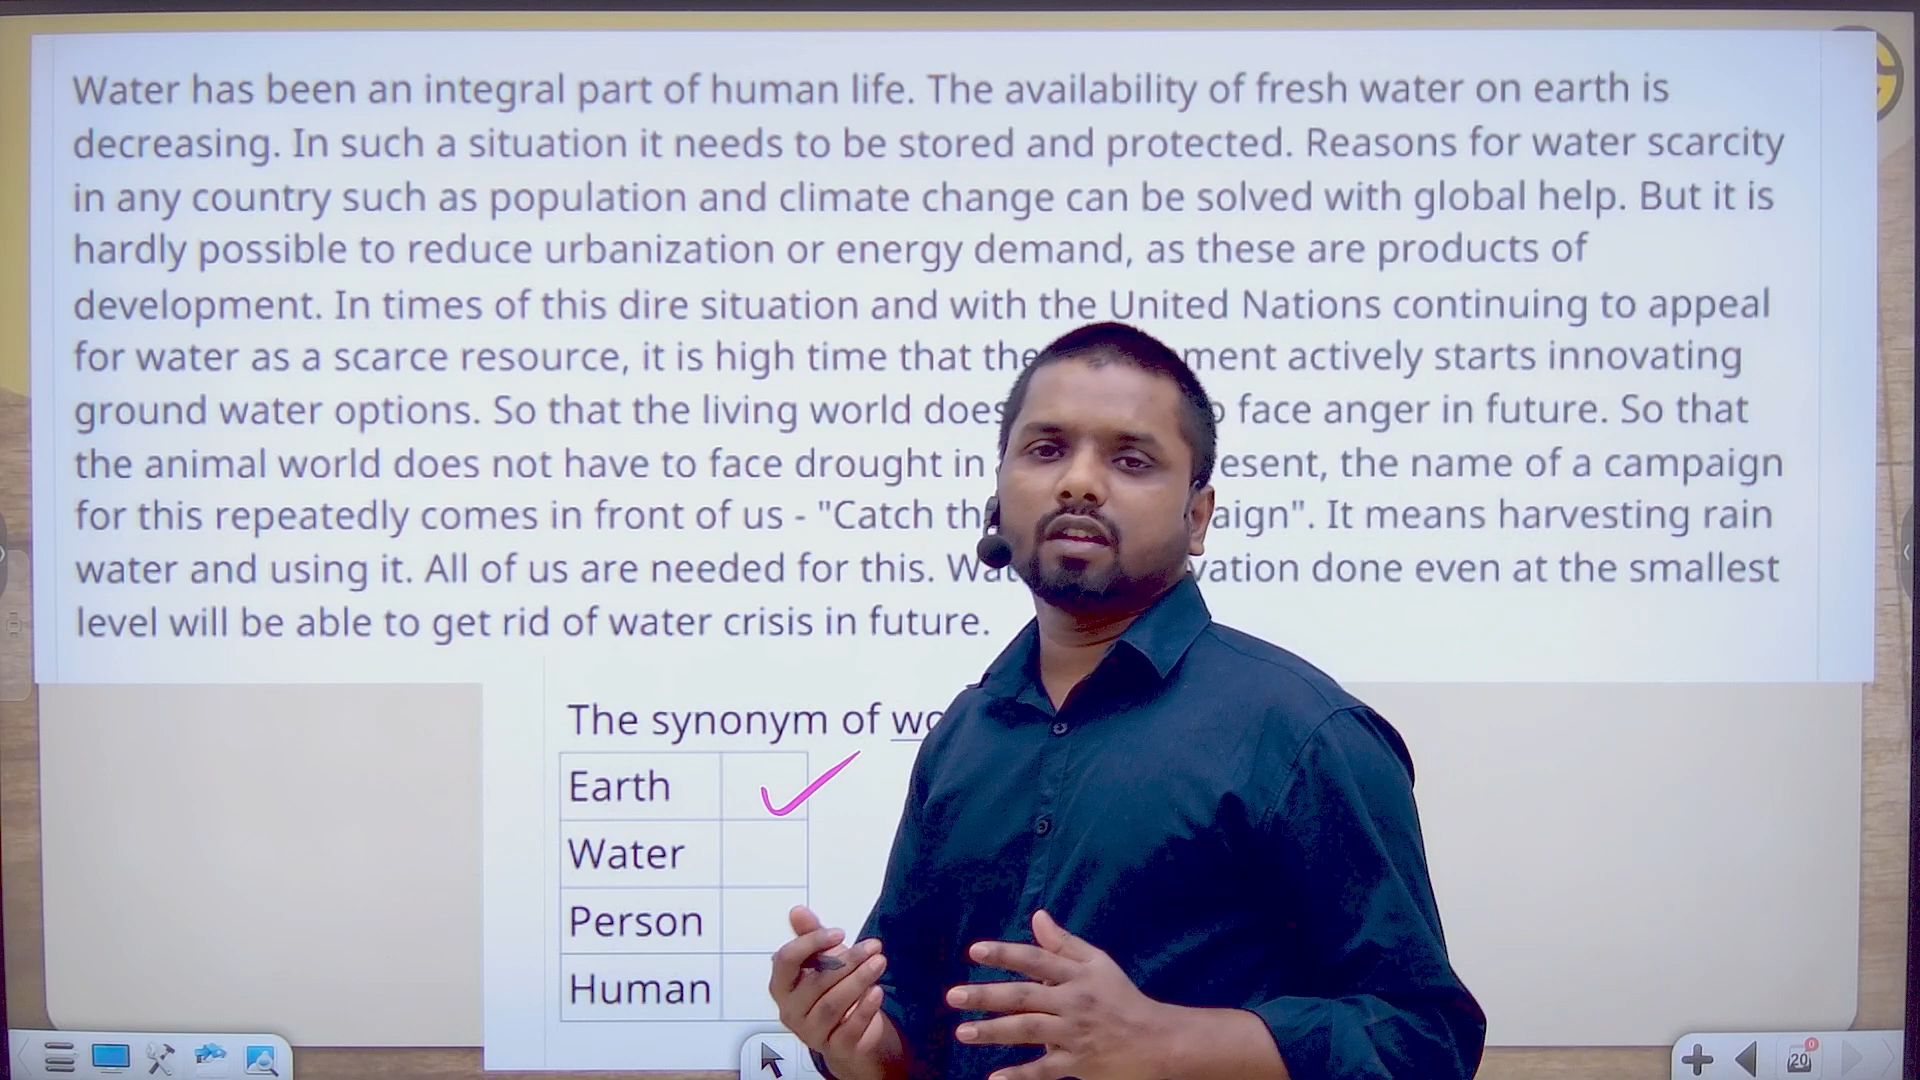 Water has been an integral part of human life. The availability of fresh water on earth is
decreasing. In such a situation it needs to be stored and protected. Reasons for water scarcity
in any country such as population and climate change can be solved with global help. But it is
hardly possible to reduce urbanization or energy demand, as these are products of
development. In times of this dire situation and with the United Nations continuing to appeal
for water as a scarce resource, it is high time that the ment actively starts innovating
ground water options. So that the living world does face anger in future. So that
the animal world does not have to face drought in esent, the name of a campaign
for this repeatedly comes in front of us - "Catch th aign". It means harvesting rain
water and using it. All of us are needed for this. Wat vation done even at the smallest
level will be able to get rid of water crisis in future.
The synonym of wo
Earth
Water
Person
Human
20